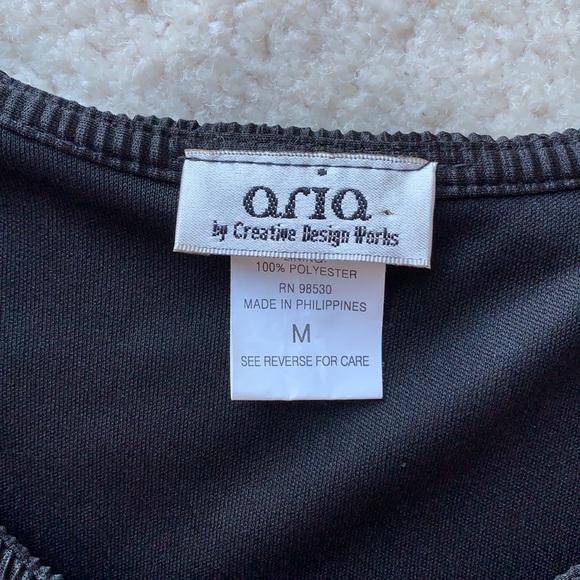 aria
by Creative Design Works
100% POLYESTER
RN 98530
MADE IN PHILIPPINES
M
SEE REVERSE FOR CARE